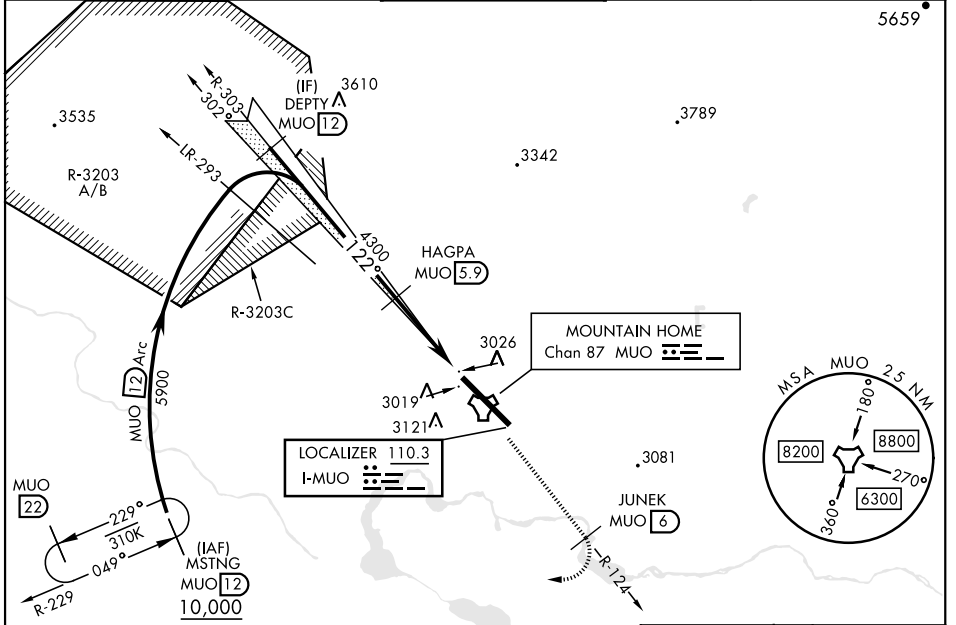 5659
R-303
302°
(IF)
DEPTY
MUO 12
3610
3535
3789
LR-293
R-3203
A/B
3342
4300
122°
HAGPA
MUO 5.9
R-3203C
MOUNTAIN HOME
Chan 87 MUO
3026
MUO 12 Arc
5900
3019
3121
MSA MUO 25 NM
180°
8200
8800
270°
6300
360°
LOCALIZER 110.3
I-MUO
3081
MUO
22
229°
310K
049°
R-229
(IAF)
MSTNG
MUO 12
10,000
JUNEK
MUO 6
R-124